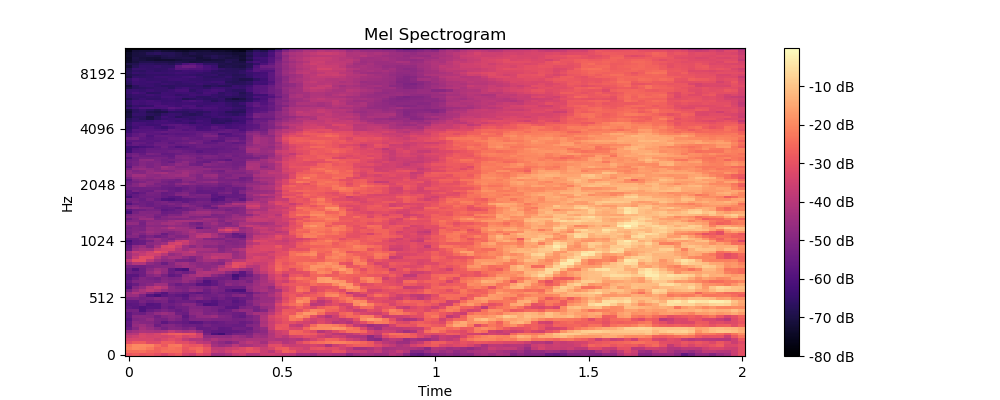 Mel Spectrogram
8192
4096
2048
1024
512
0
Hz
0 0.5 1 1.5 2
Time
-10 dB
-20 dB
-30 dB
-40 dB
-50 dB
-60 dB
-70 dB
-80 dB